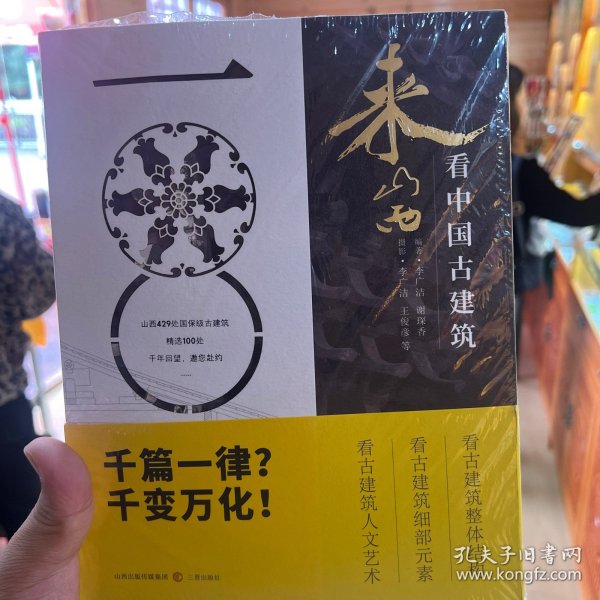 一〇〇
来山西
看中国古建筑
编著·李广洁 谢琛香
摄影·李广洁 王俊彦 等
山西429处国保级古建筑
精选100处
千年回望,邀您赴约
......
千篇一律?
千变万化!
看古建筑整体
看古建筑细部元素
看古建筑人文艺术
山西出版传媒集团 三晋出版社
孔夫子旧书网
www.kongfz.com